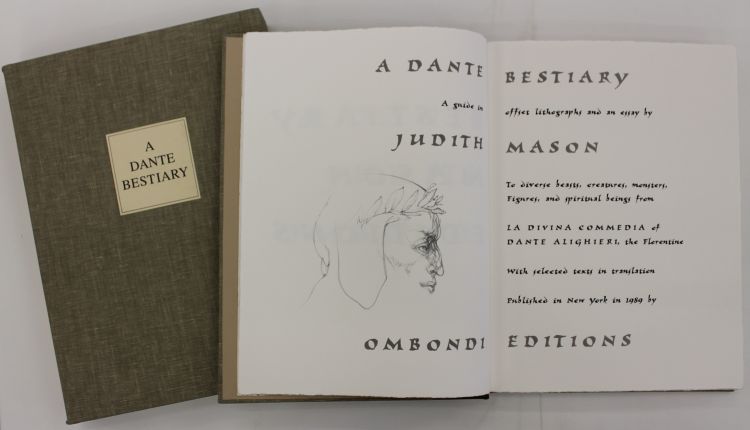 A
DANTE
BESTIARY
A DANTE BESTIARY
A guide in offset lithographs and an essay by
JUDITH MASON
To diverse beasts, creatures, monsters,
Figures, and spiritual beings from
LA DIVINA COMMEDIA of
DANTE ALIGHIERI, the Florentine
With selected texts in translation
Published in New York in 1989 by
OMBONDI EDITIONS